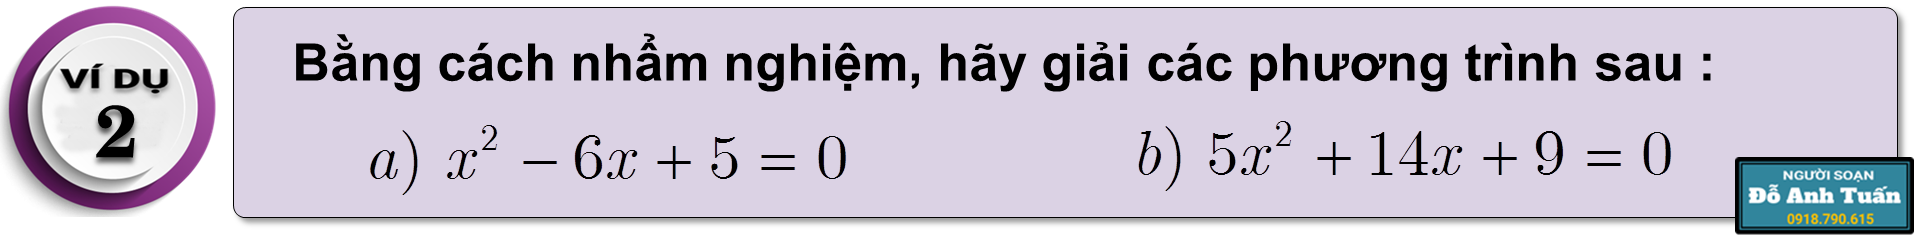 VÍ DỤ
2
Bằng cách nhẩm nghiệm, hãy giải các phương trình sau :
a) x² − 6x + 5 = 0
b) 5x² + 14x + 9 = 0
NGƯỜI SOẠN
Đỗ Anh Tuấn
0918.790.615